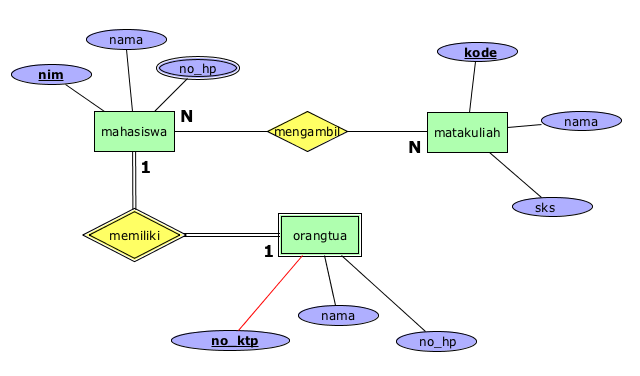 nama
kode
nim
no_hp
N
mahasiswa
mengambil
matakuliah
nama
N
1
sks
memiliki
orangtua
1
nama
no_ktp
no_hp